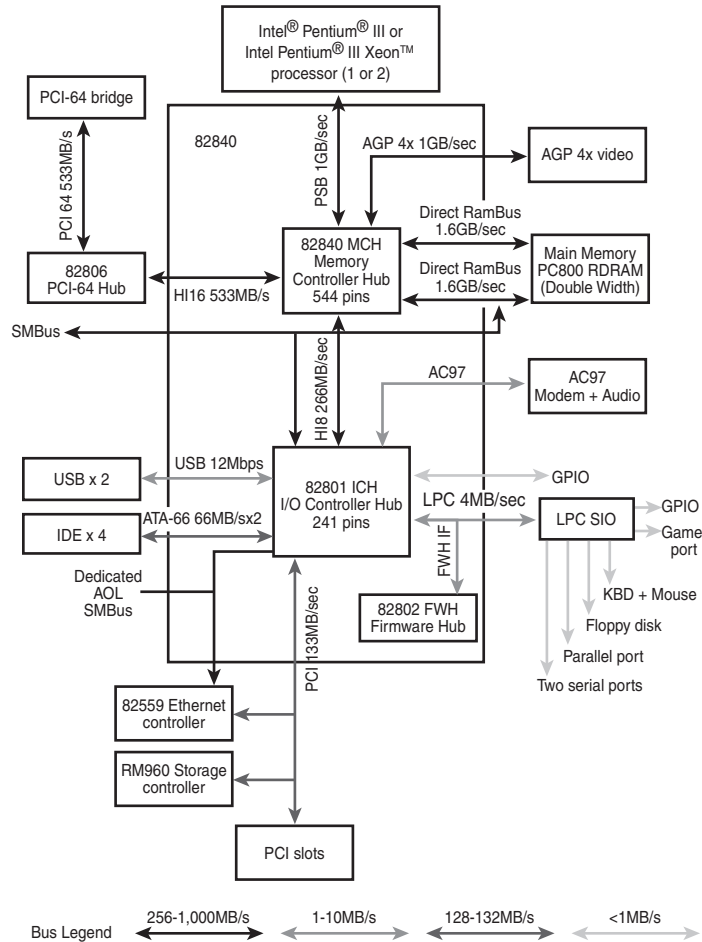 Intel® Pentium® III or
Intel Pentium® III Xeon™
processor (1 or 2)
PCI-64 bridge
82840
PCI 64 533MB/s
PSB 1GB/sec
AGP 4x 1GB/sec
AGP 4x video
82806
PCI-64 Hub
HI16 533MB/s
82840 MCH
Memory
Controller Hub
544 pins
Direct RamBus
1.6GB/sec
Direct RamBus
1.6GB/sec
Main Memory
PC800 RDRAM
(Double Width)
SMBus
HI8 266MB/sec
AC97
AC97
Modem + Audio
USB x 2
USB 12Mbps
82801 ICH
I/O Controller Hub
241 pins
GPIO
IDE x 4
ATA-66 66MB/sx2
LPC 4MB/sec
LPC SIO
GPIO
Game
port
FWH IF
KBD + Mouse
Floppy disk
Parallel port
Two serial ports
Dedicated
AOL
SMBus
82802 FWH
Firmware Hub
PCI 133MB/sec
82559 Ethernet
controller
RM960 Storage
controller
PCI slots
Bus Legend
256-1,000MB/s
1-10MB/s
128-132MB/s
<1MB/s